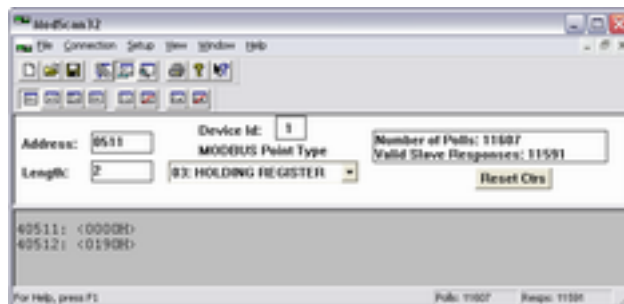 ModScan32
File Connection Setup View Window Help
Address: 0511
Device Id: 1
MODBUS Point Type
Length: 2
03: HOLDING REGISTER
Number of Polls: 11607
Valid Slave Responses: 11591
Reset Ctrs
40511: <0000H>
40512: <0190H>
For Help, press F1
Polls: 11607
Resps: 11591